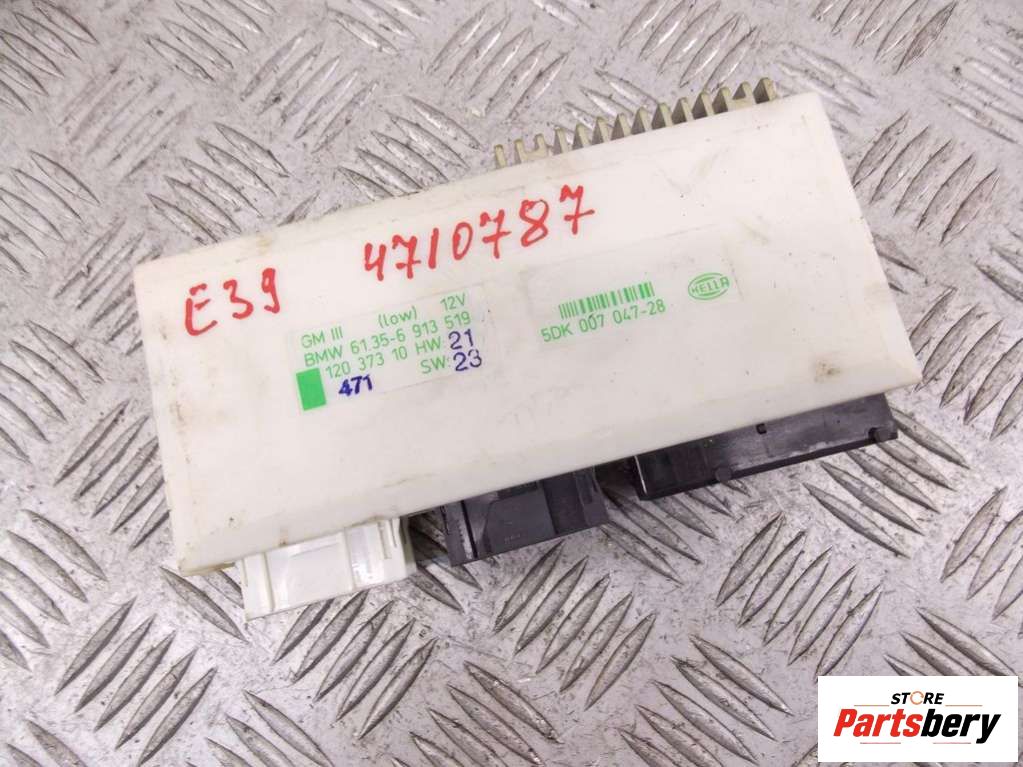 E39 4710787
GM III (low) 12V
BMW 61.35-6 913 519
120 373 10 HW: 21
471 SW: 23
5DK 007 047-28
HELLA
STORE
Partsbery